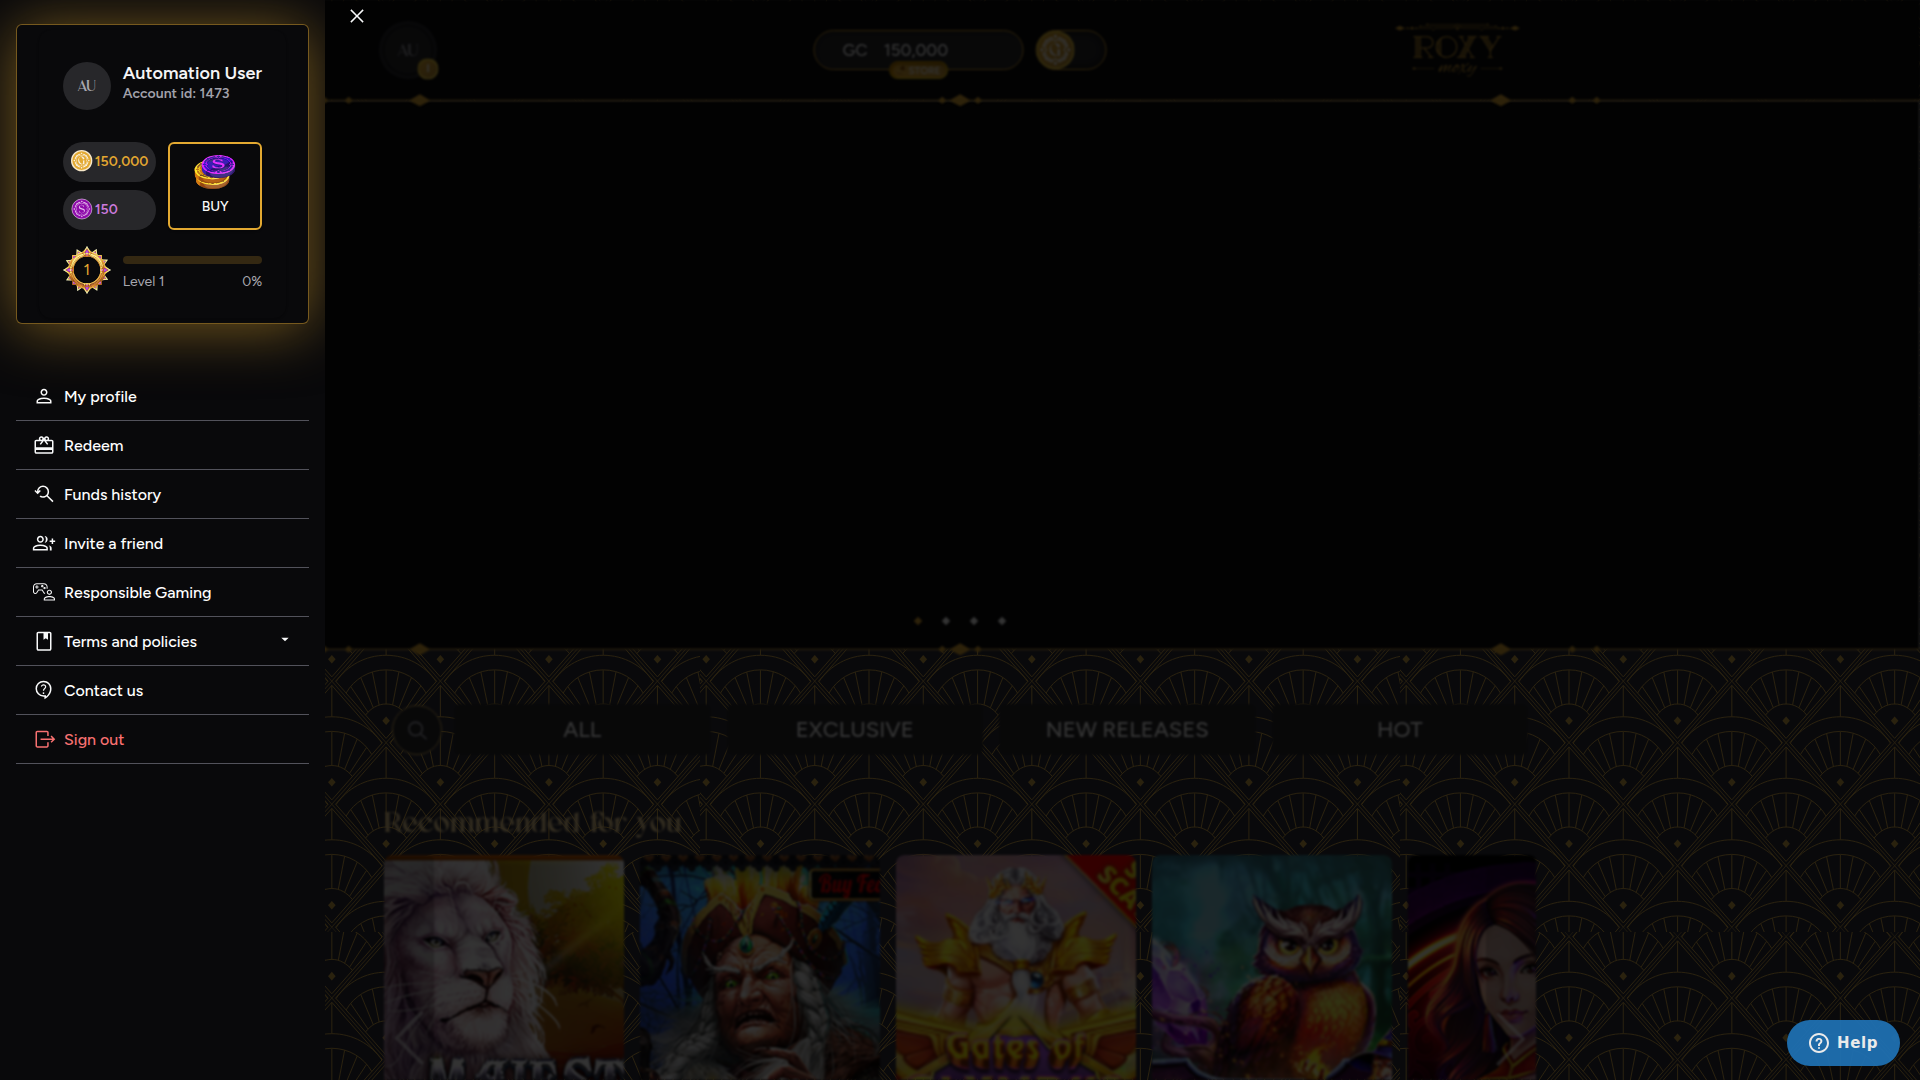 AU
Automation User
Account id: 1473
150,000
150
BUY
1
Level 1
0%
My profile
Redeem
Funds history
Invite a friend
Responsible Gaming
Terms and policies
Contact us
Sign out
AU
GC 150,000
ROXY
moxy
ALL
EXCLUSIVE
NEW RELEASES
HOT
Recommended for you
Buy Fea
Gates of
Help